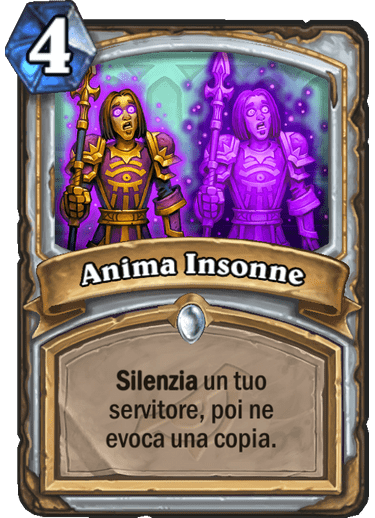 4
Anima Insonne
Silenzia un tuo
servitore, poi ne
evoca una copia.